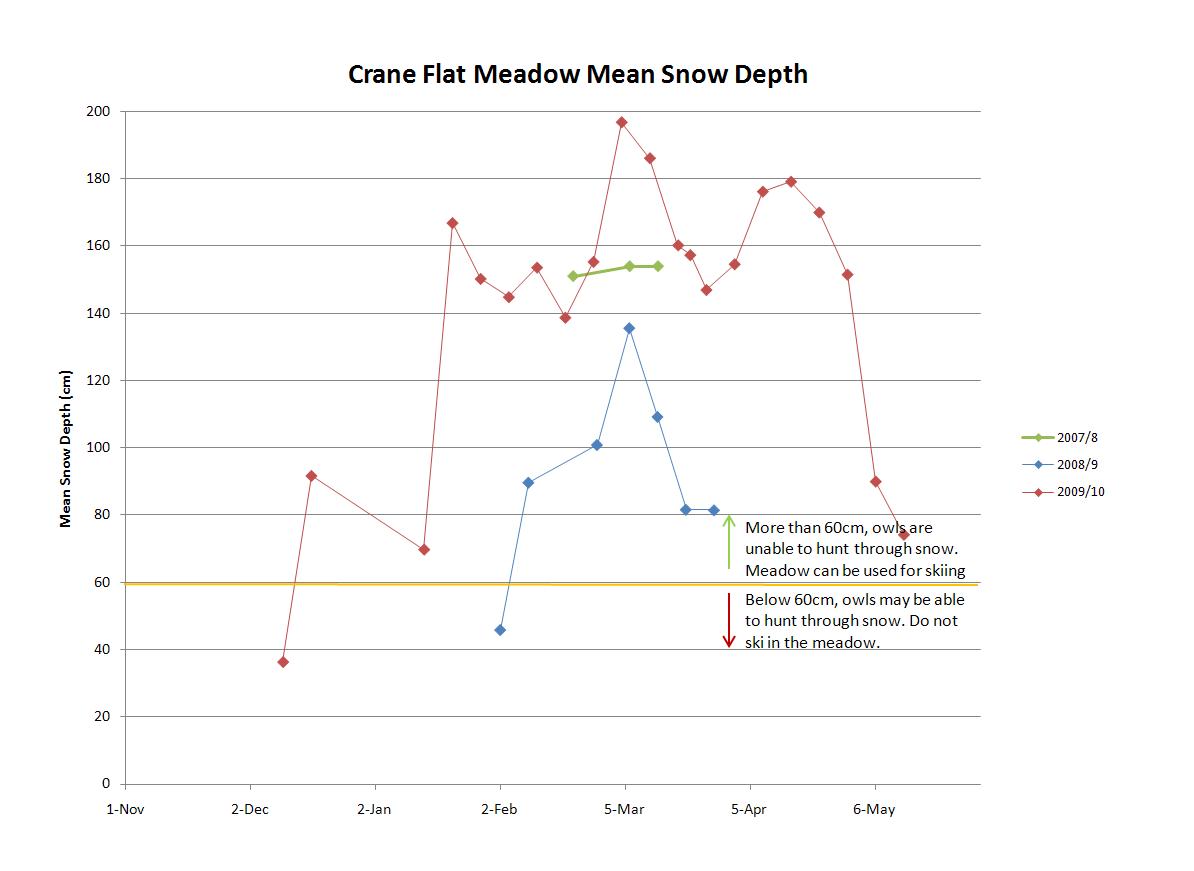 Crane Flat Meadow Mean Snow Depth
200
180
160
140
120
100
80
60
40
20
0
Mean Snow Depth (cm)
1-Nov
2-Dec
2-Jan
2-Feb
5-Mar
5-Apr
6-May
More than 60cm, owls are
unable to hunt through snow.
Meadow can be used for skiing
Below 60cm, owls may be able
to hunt through snow. Do not
ski in the meadow.
2007/8
2008/9
2009/10